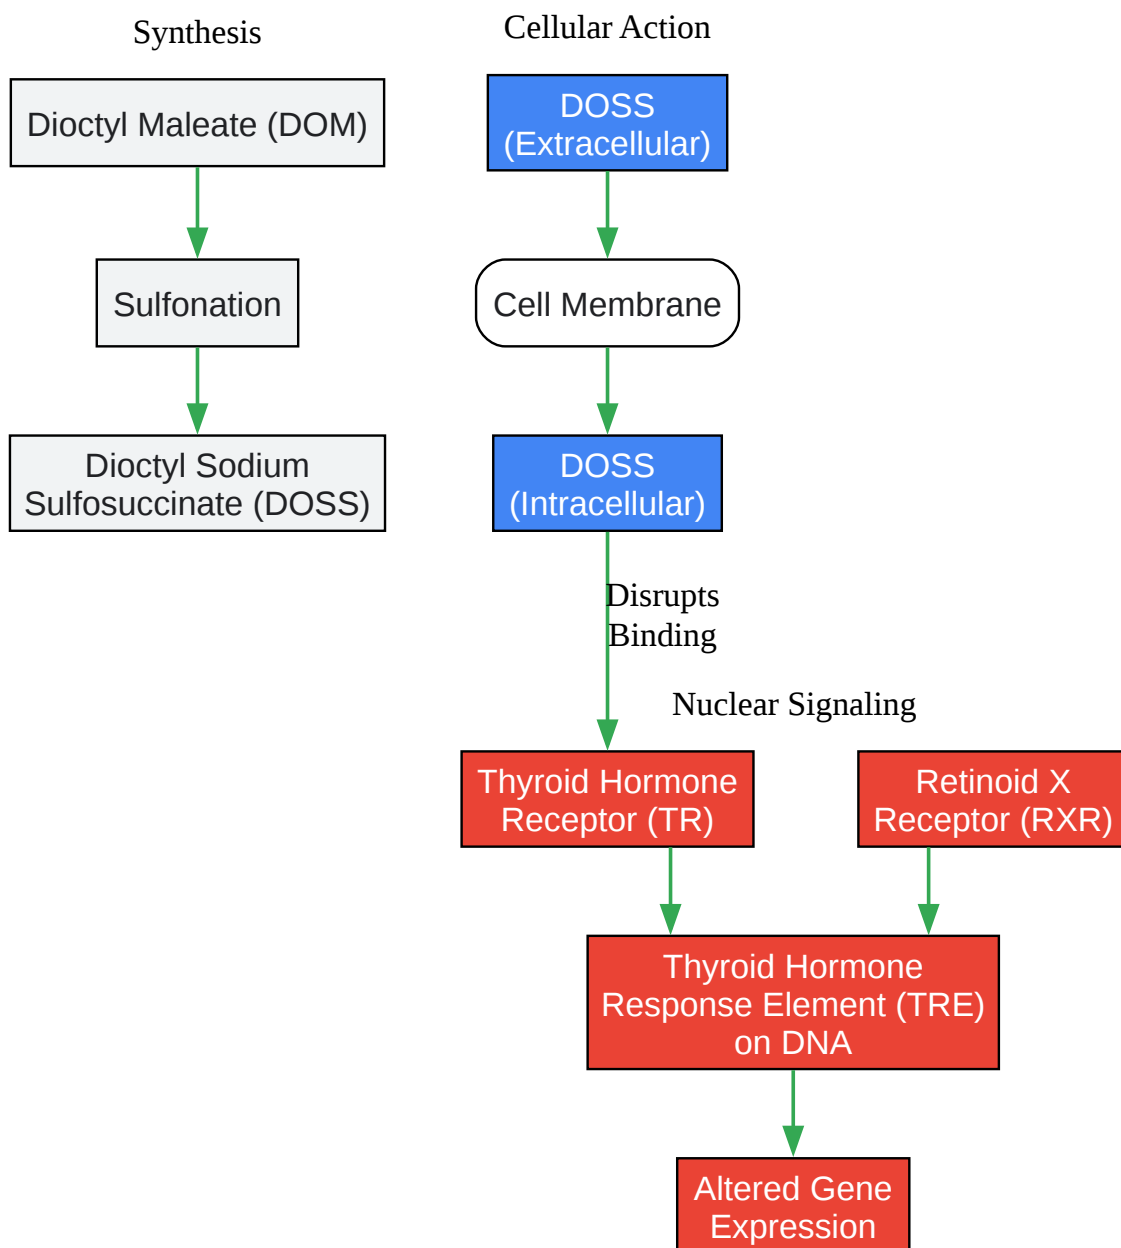 Synthesis
Dioctyl Maleate (DOM)
Sulfonation
Dioctyl Sodium
Sulfosuccinate (DOSS)
Cellular Action
DOSS
(Extracellular)
Cell Membrane
DOSS
(Intracellular)
Disrupts
Binding
Nuclear Signaling
Thyroid Hormone
Receptor (TR)
Retinoid X
Receptor (RXR)
Thyroid Hormone
Response Element (TRE)
on DNA
Altered Gene
Expression